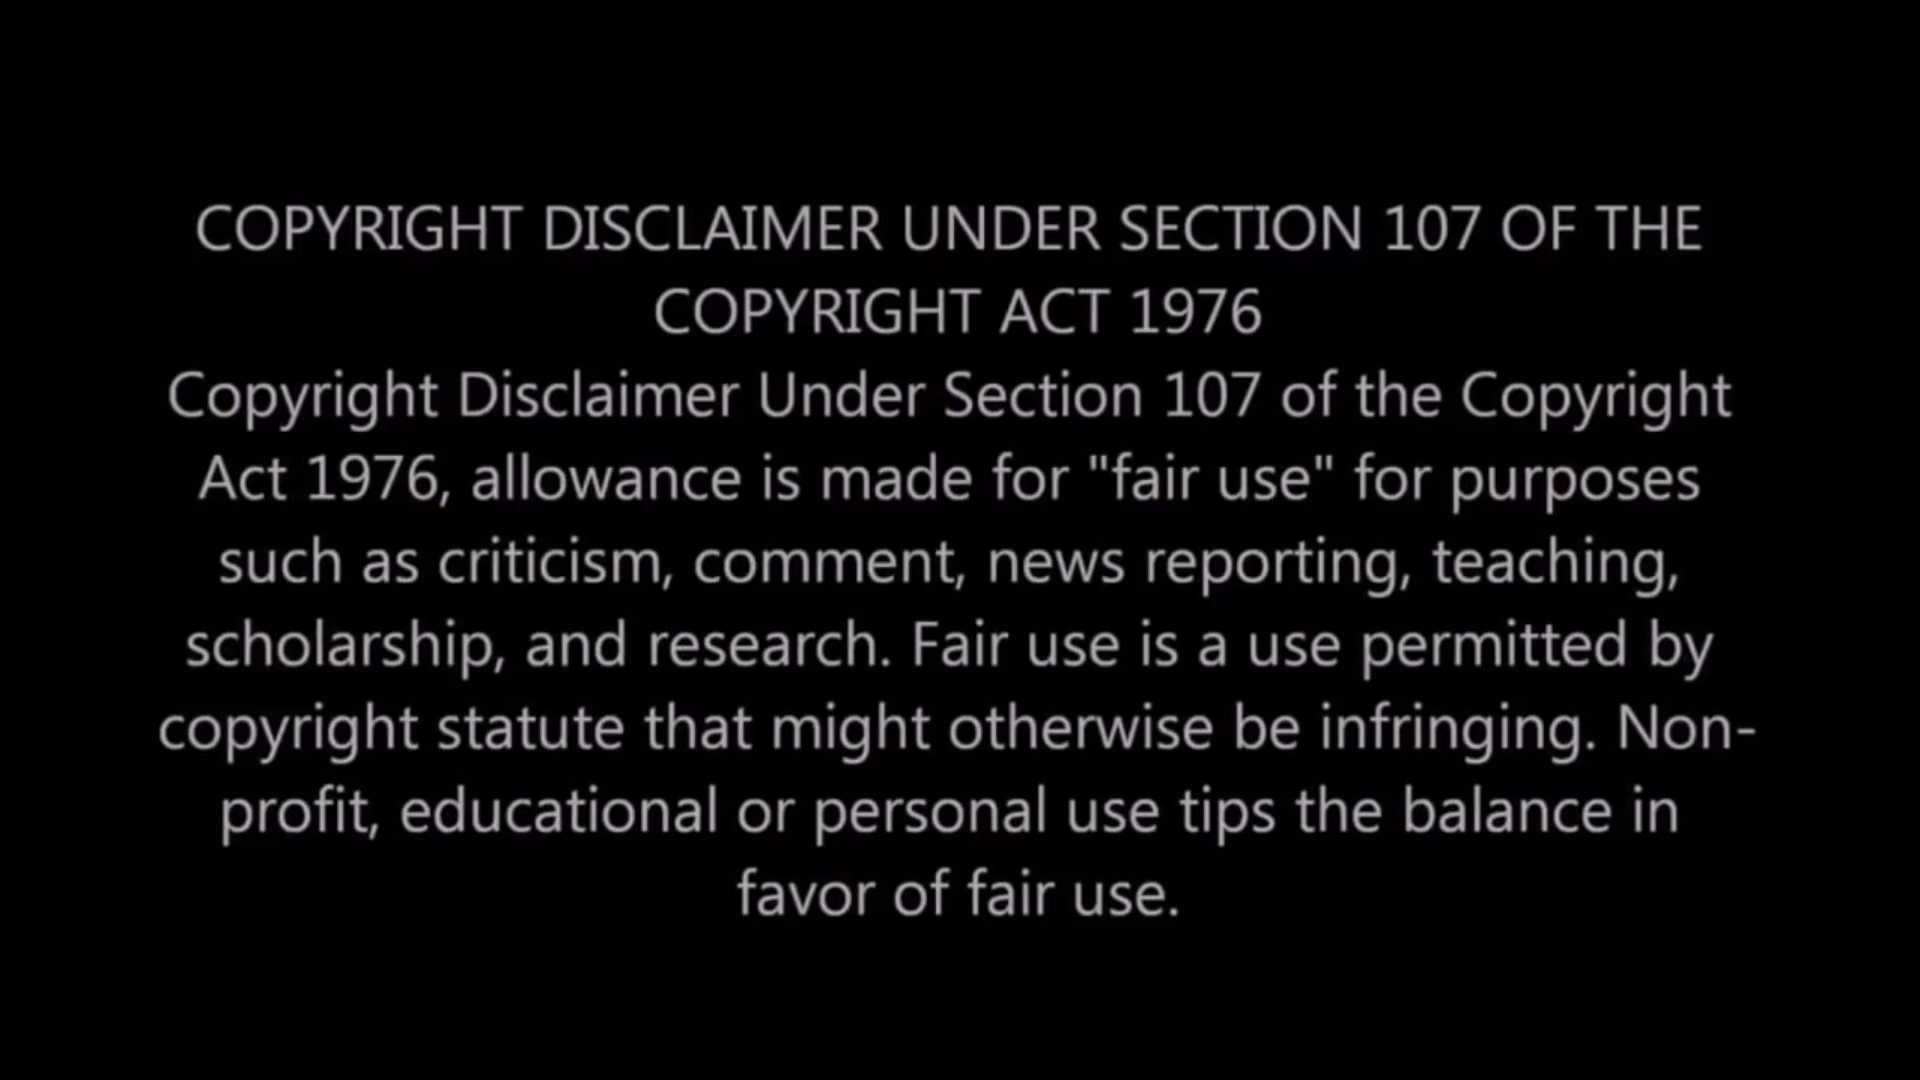 COPYRIGHT DISCLAIMER UNDER SECTION 107 OF THE
COPYRIGHT ACT 1976
Copyright Disclaimer Under Section 107 of the Copyright
Act 1976, allowance is made for "fair use" for purposes
such as criticism, comment, news reporting, teaching,
scholarship, and research. Fair use is a use permitted by
copyright statute that might otherwise be infringing. Non-
profit, educational or personal use tips the balance in
favor of fair use.